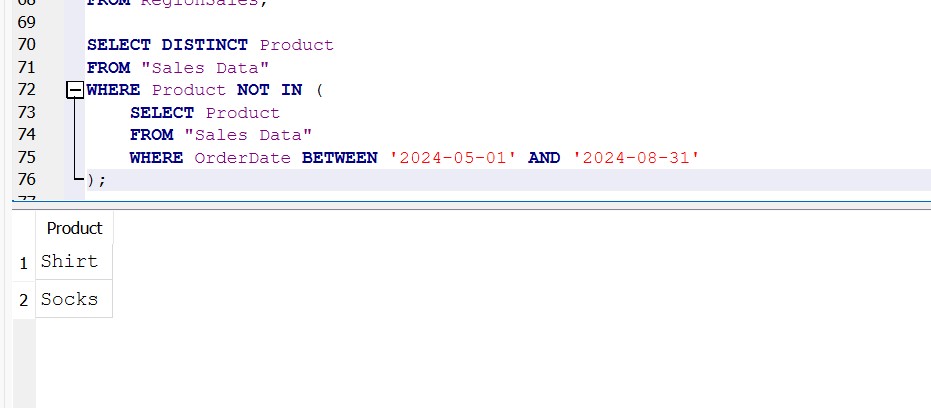 FROM RegionSales;
69
70 SELECT DISTINCT Product
71 FROM "Sales Data"
72 WHERE Product NOT IN (
73 SELECT Product
74 FROM "Sales Data"
75 WHERE OrderDate BETWEEN '2024-05-01' AND '2024-08-31'
76 );
Product
1 Shirt
2 Socks